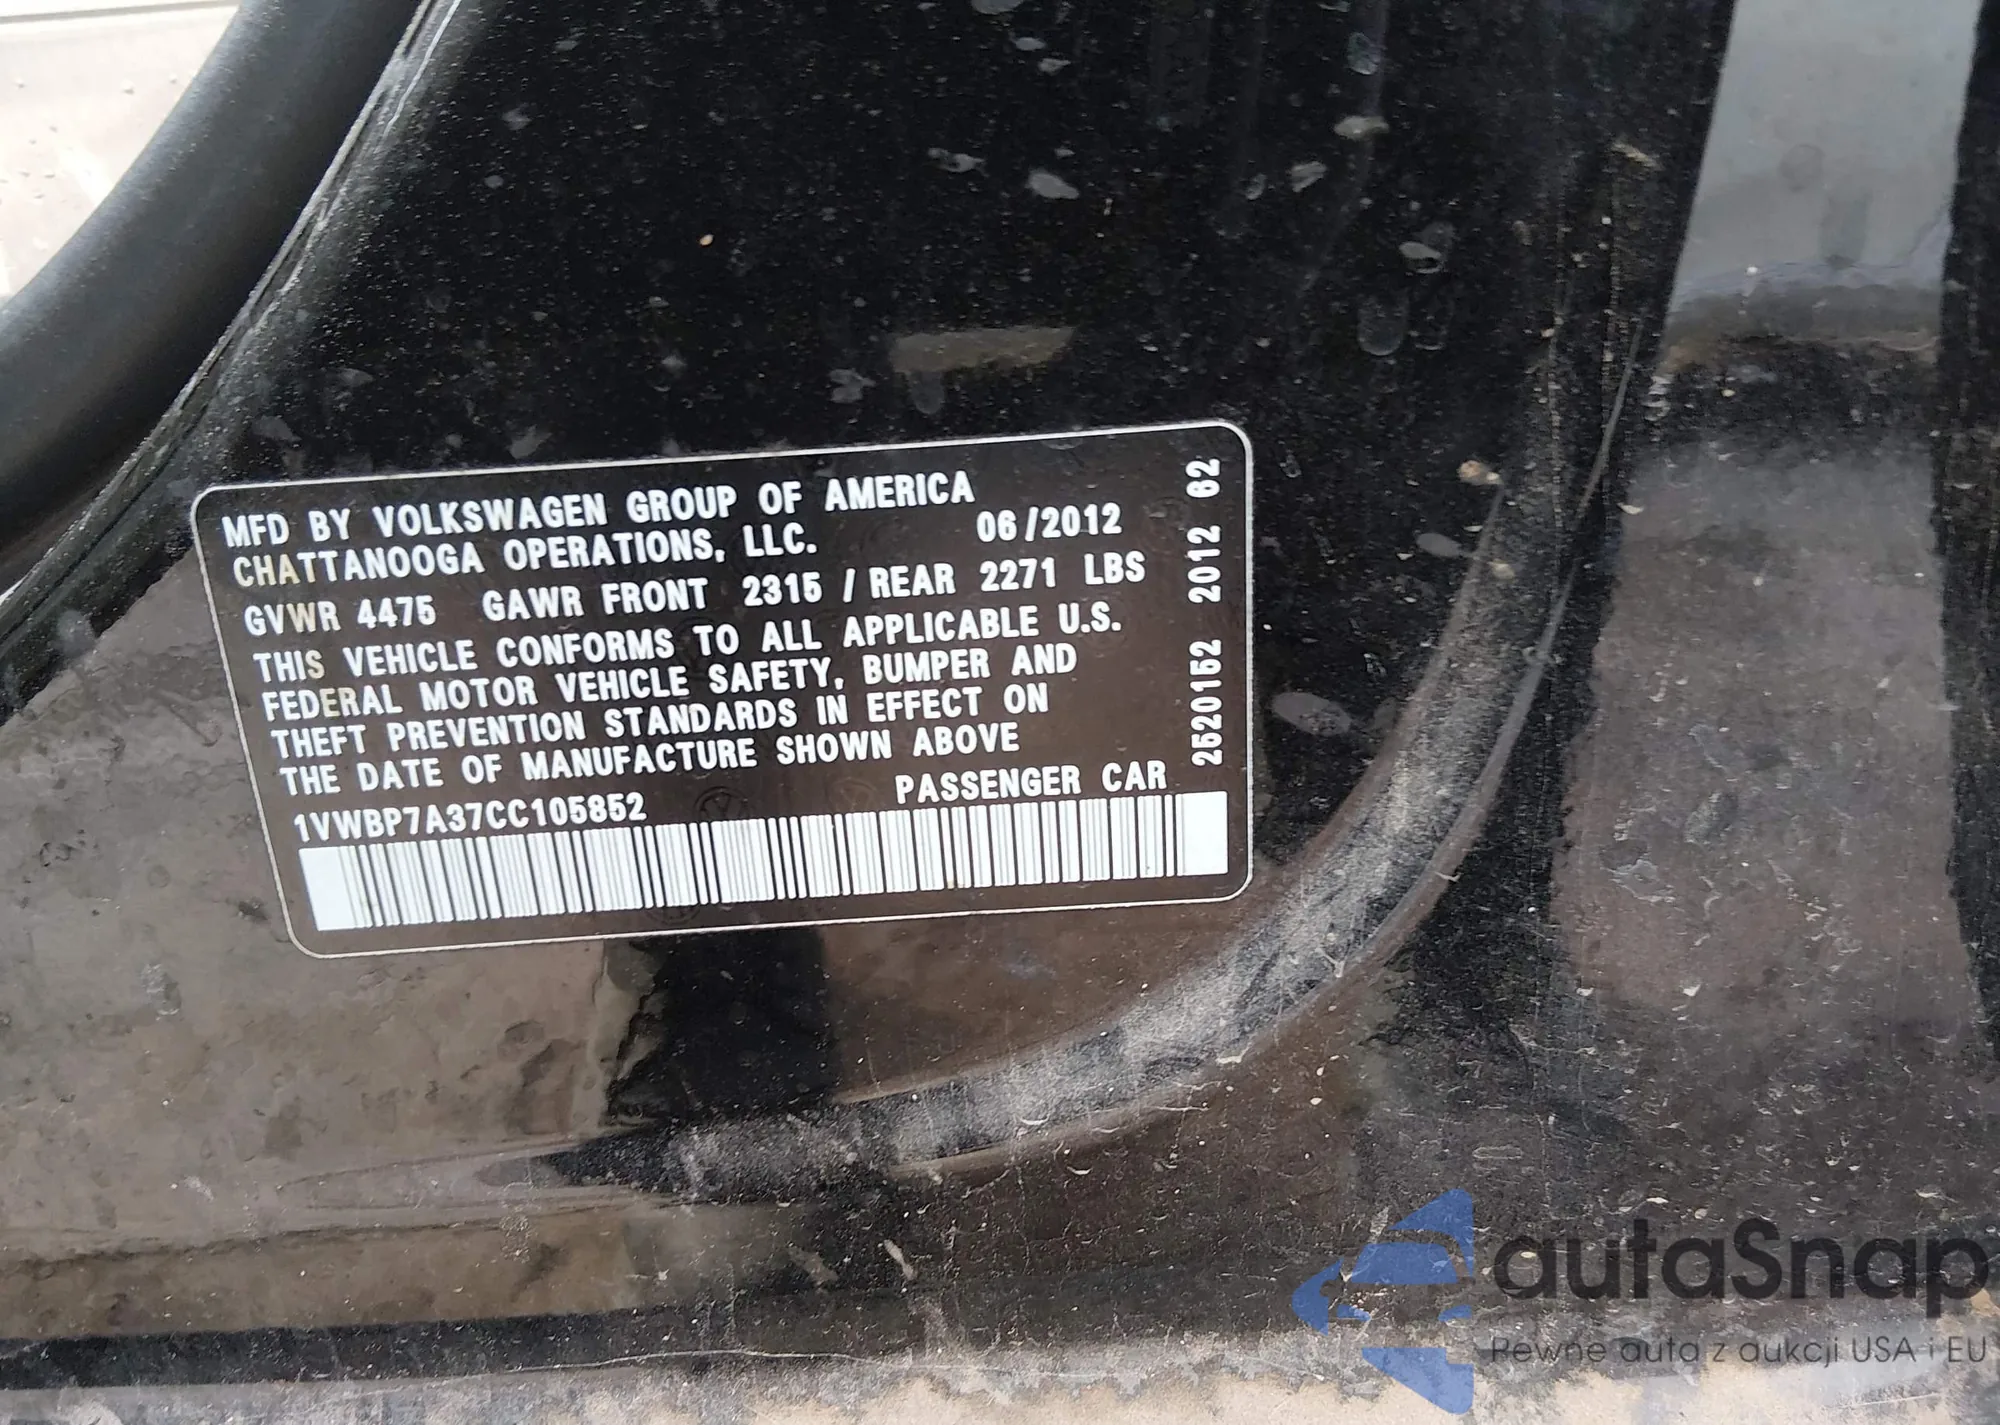 MFD BY VOLKSWAGEN GROUP OF AMERICA
CHATTANOOGA OPERATIONS, LLC. 06/2012
GVWR 4475 GAWR FRONT 2315 / REAR 2271 LBS
THIS VEHICLE CONFORMS TO ALL APPLICABLE U.S.
FEDERAL MOTOR VEHICLE SAFETY, BUMPER AND
THEFT PREVENTION STANDARDS IN EFFECT ON
THE DATE OF MANUFACTURE SHOWN ABOVE
1VWBP7A37CC105852 PASSENGER CAR
2520152 2012 62
autaSnap
Pewne auta z aukcji USA i EU